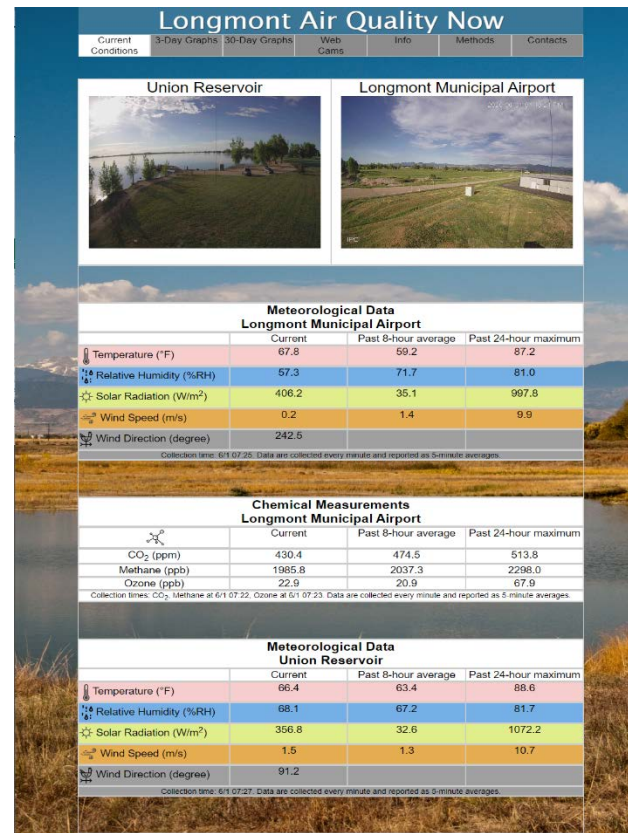 Longmont Air Quality Now
Current Conditions 3-Day Graphs 30-Day Graphs Web Cams Info Methods Contacts
Union Reservoir Longmont Municipal Airport
IPC
Meteorological Data
Longmont Municipal Airport
Current Past 8-hour average Past 24-hour maximum
Temperature (°F) 67.8 59.2 87.2
Relative Humidity (%RH) 57.3 71.7 81.0
Solar Radiation (W/m²) 406.2 35.1 997.8
Wind Speed (m/s) 0.2 1.4 9.9
Wind Direction (degree) 242.5
Collection time: 6/1 07:25. Data are collected every minute and reported as 5-minute averages.
Chemical Measurements
Longmont Municipal Airport
Current Past 8-hour average Past 24-hour maximum
CO₂ (ppm) 430.4 474.5 513.8
Methane (ppb) 1985.8 2037.3 2298.0
Ozone (ppb) 22.9 20.9 67.9
Collection times: CO₂, Methane at 6/1 07:22, Ozone at 6/1 07:23. Data are collected every minute and reported as 5-minute averages.
Meteorological Data
Union Reservoir
Current Past 8-hour average Past 24-hour maximum
Temperature (°F) 66.4 63.4 88.6
Relative Humidity (%RH) 68.1 67.2 81.7
Solar Radiation (W/m²) 356.8 32.6 1072.2
Wind Speed (m/s) 1.5 1.3 10.7
Wind Direction (degree) 91.2
Collection time: 6/1 07:27. Data are collected every minute and reported as 5-minute averages.